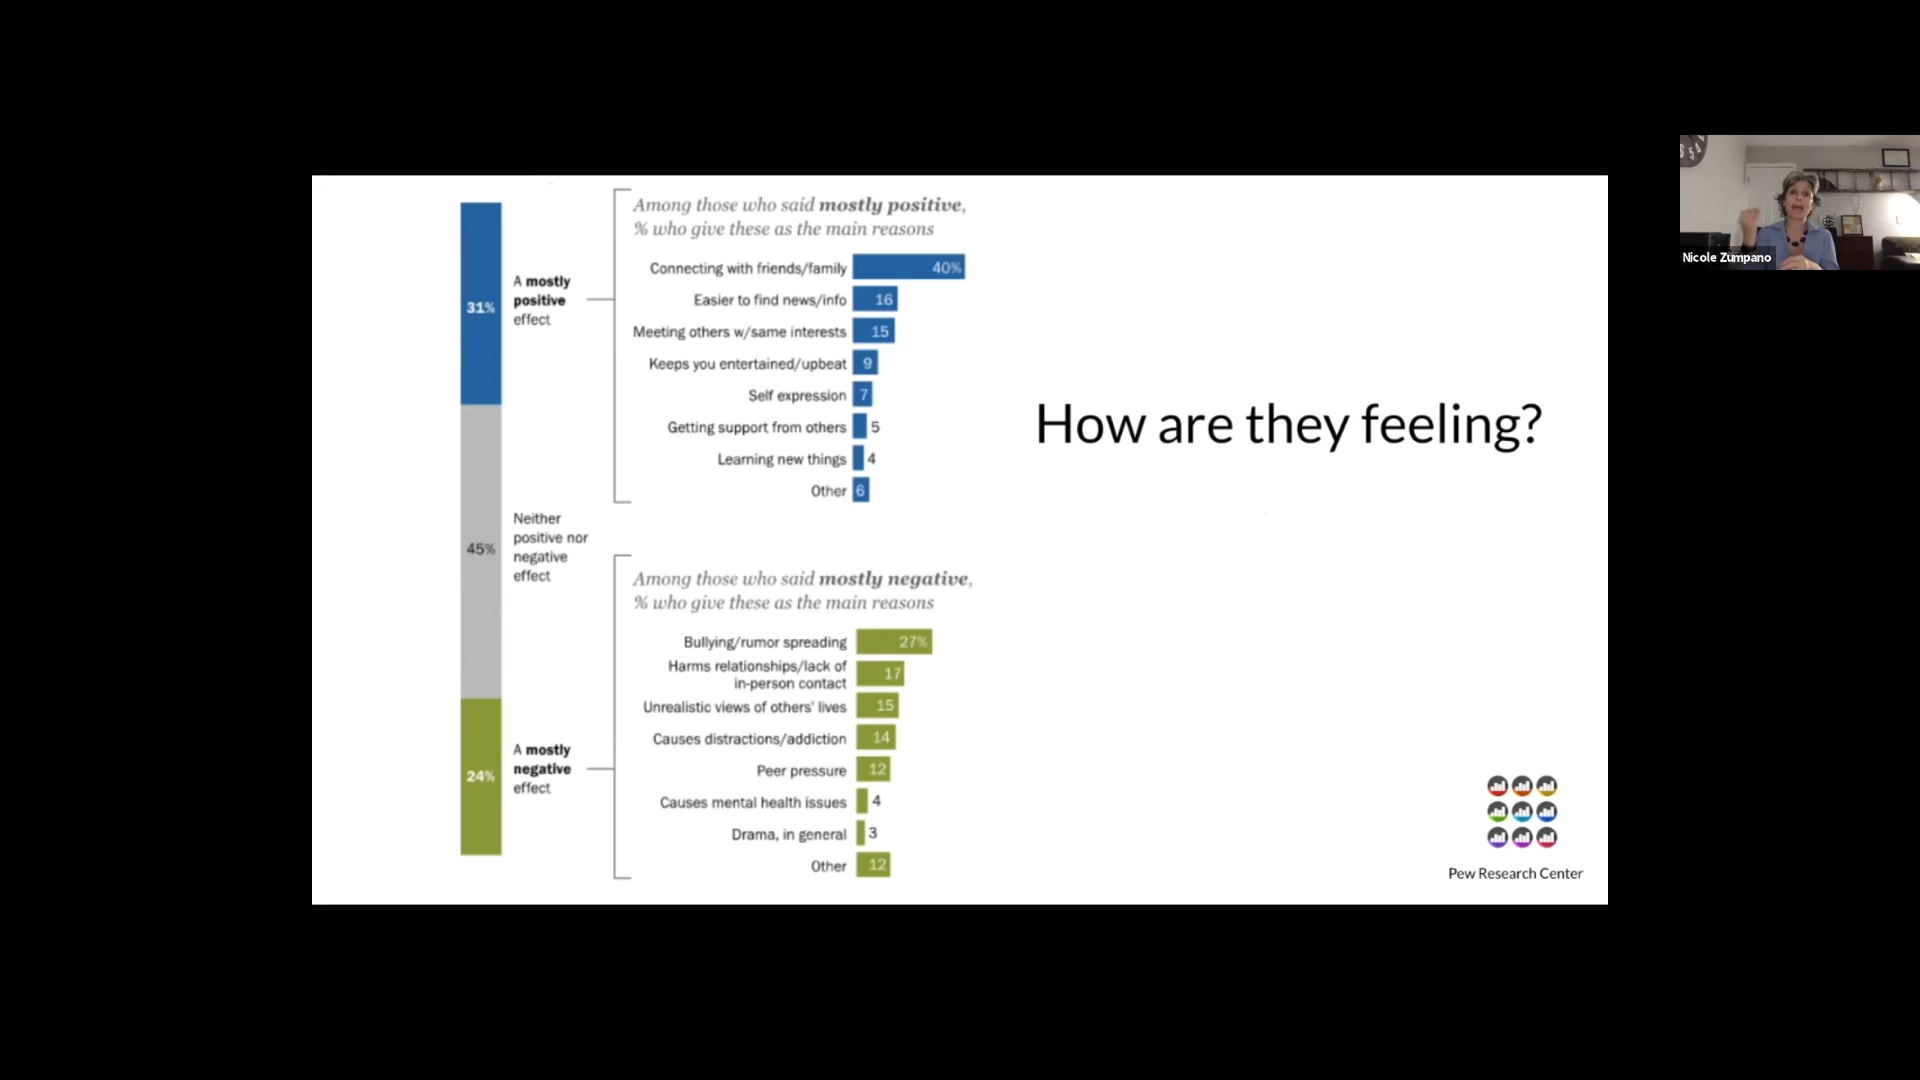 Among those who said mostly positive,
% who give these as the main reasons
31%
A mostly
positive
effect
Connecting with friends/family 40%
Easier to find news/info 16
Meeting others w/same interests 15
Keeps you entertained/upbeat 9
Self expression 7
Getting support from others 5
Learning new things 4
Other 6
45%
Neither
positive nor
negative
effect
Among those who said mostly negative,
% who give these as the main reasons
24%
A mostly
negative
effect
Bullying/rumor spreading 27%
Harms relationships/lack of
in-person contact 17
Unrealistic views of others' lives 15
Causes distractions/addiction 14
Peer pressure 12
Causes mental health issues 4
Drama, in general 3
Other 12
How are they feeling?
Pew Research Center
Nicole Zumpano